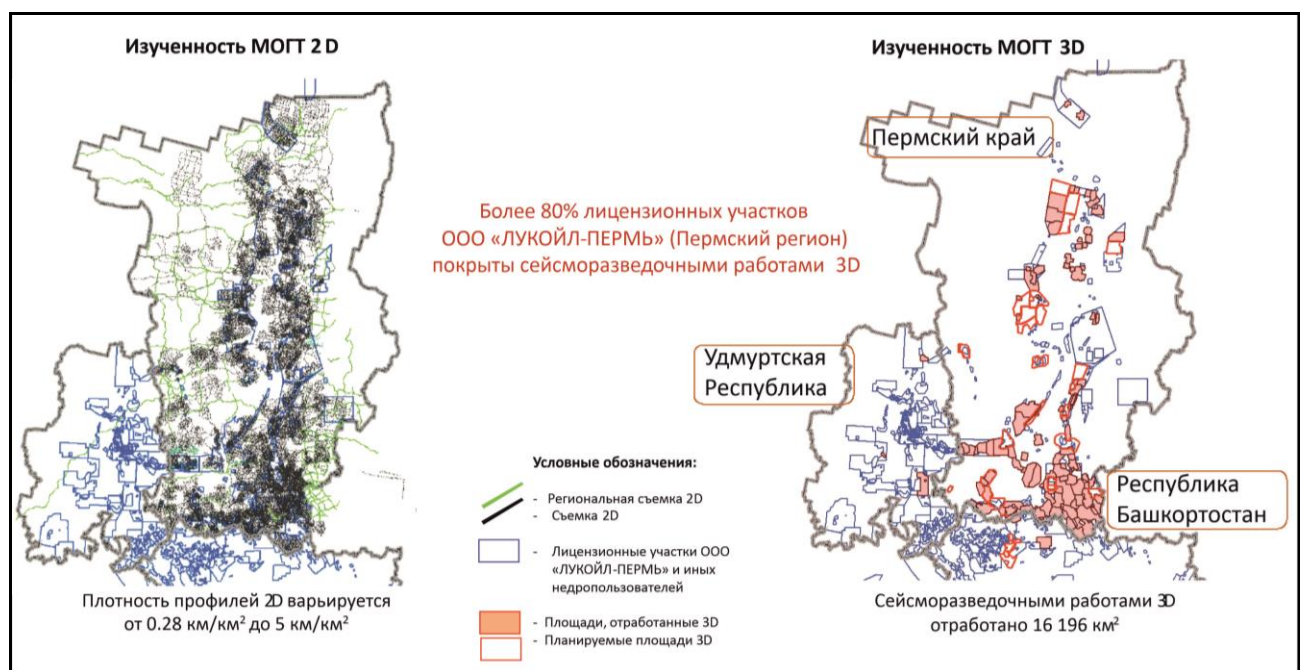 Изученность МОГТ 2D
Изученность МОГТ 3D
Пермский край
Более 80% лицензионных участков
ООО «ЛУКОЙЛ-ПЕРМЬ» (Пермский регион)
покрыты сейсморазведочными работами 3D
Удмуртская
Республика
Условные обозначения:
- Региональная съемка 2D
- Съемка 2D
- Лицензионные участки ООО
«ЛУКОЙЛ-ПЕРМЬ» и иных
недропользователей
- Площади, отработанные 3D
- Планируемые площади 3D
Республика
Башкортостан
Плотность профилей 2D варьируется
от 0.28 км/км² до 5 км/км²
Сейсморазведочными работами 3D
отработано 16 196 км²